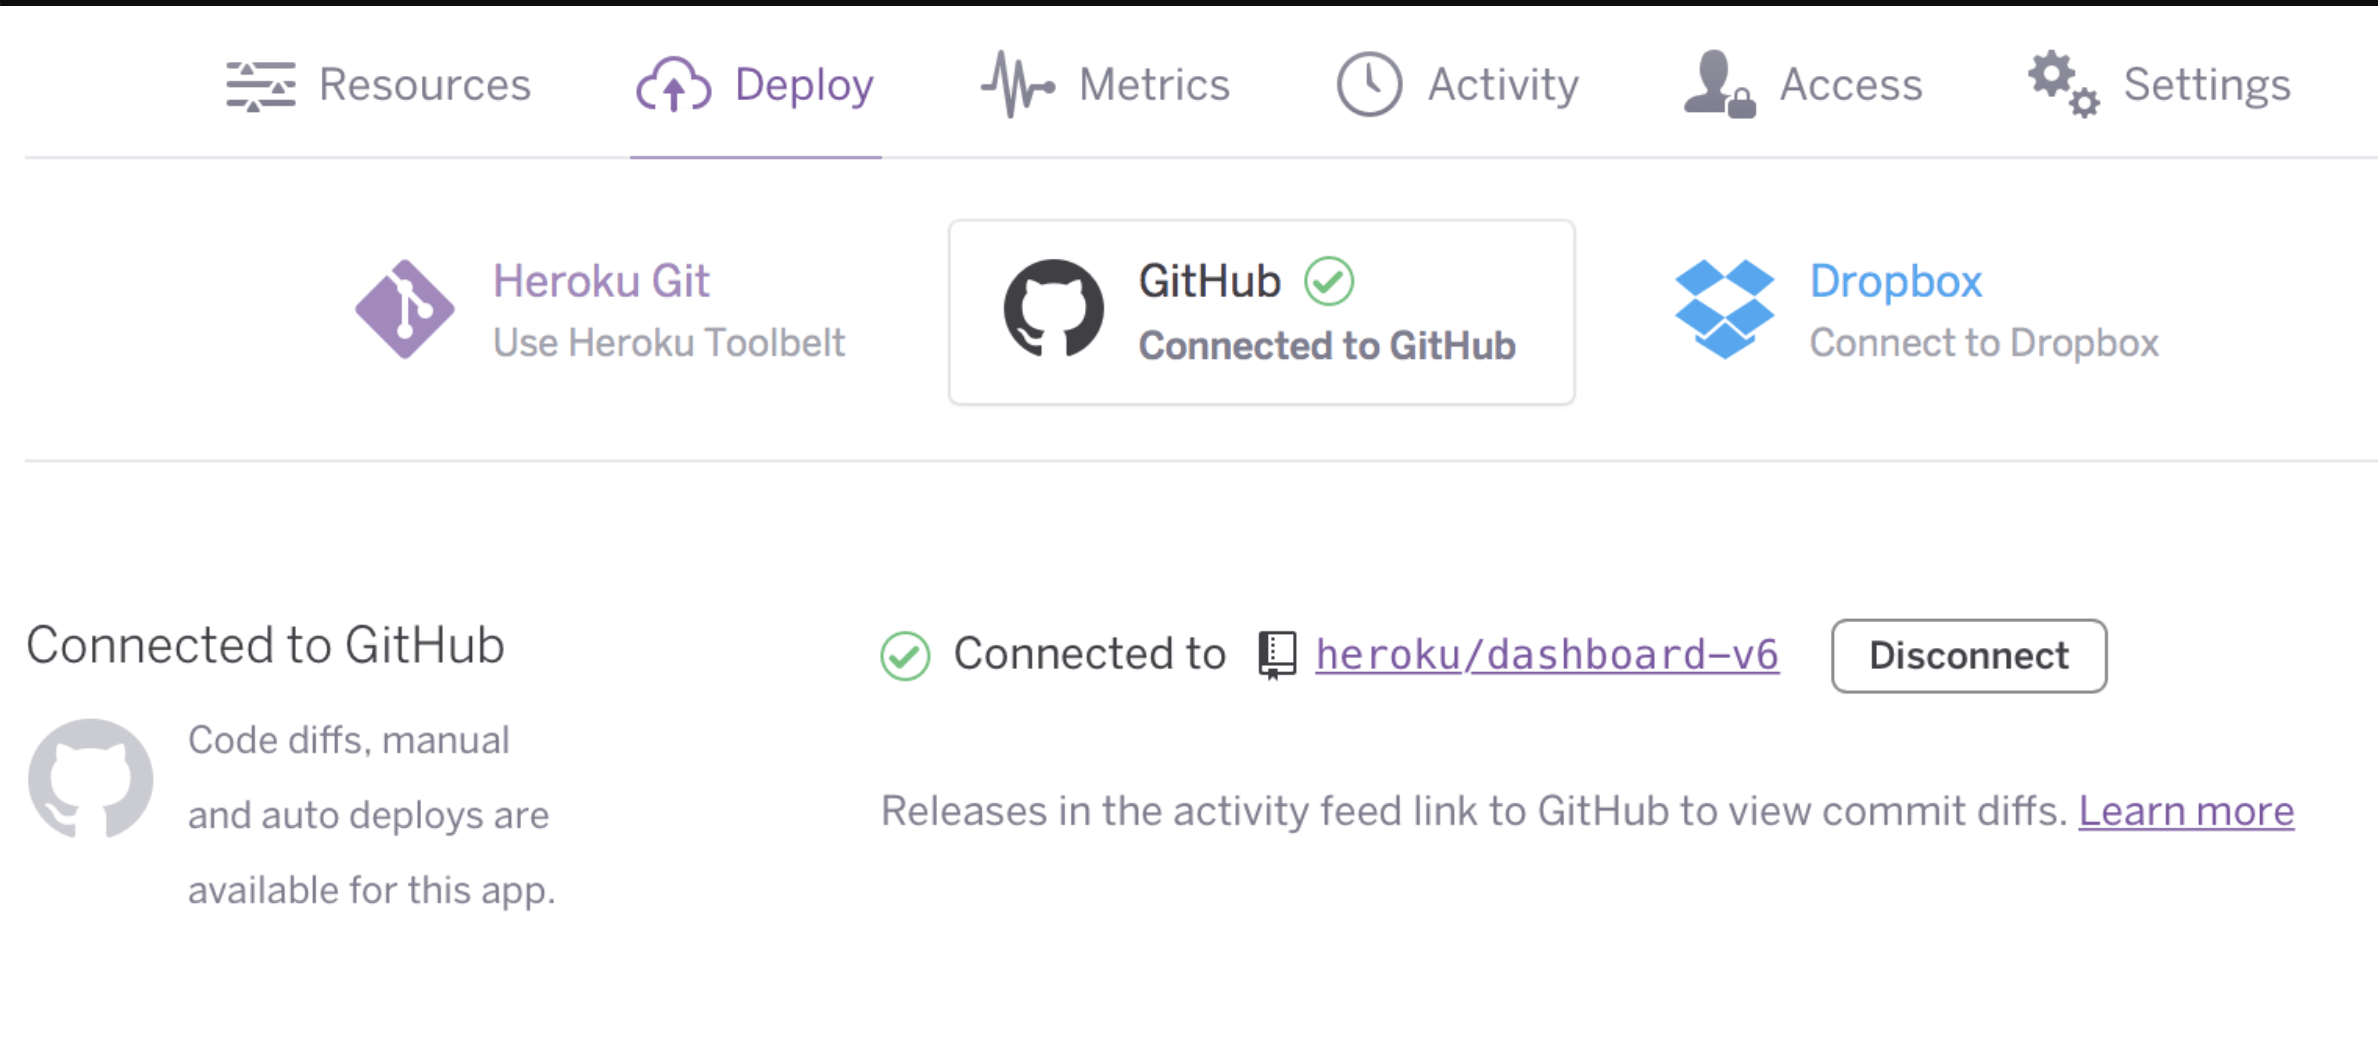 Resources Deploy Metrics Activity Access Settings
Heroku Git
Use Heroku Toolbelt
GitHub
Connected to GitHub
Dropbox
Connect to Dropbox
Connected to GitHub
Code diffs, manual
and auto deploys are
available for this app.
Connected to heroku/dashboard-v6 Disconnect
Releases in the activity feed link to GitHub to view commit diffs. Learn more